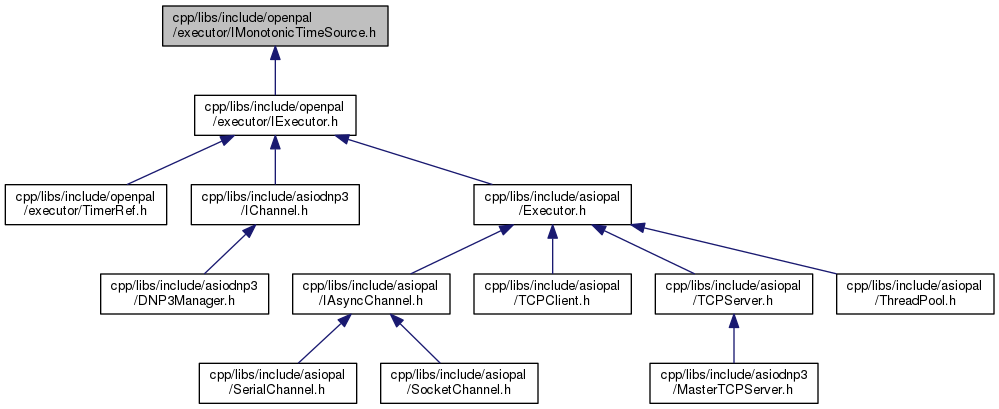 cpp/libs/include/openpal
/executor/IMonotonicTimeSource.h
cpp/libs/include/openpal
/executor/IExecutor.h
cpp/libs/include/openpal
/executor/TimerRef.h
cpp/libs/include/asiodnp3
/IChannel.h
cpp/libs/include/asiopal
/Executor.h
cpp/libs/include/asiodnp3
/DNP3Manager.h
cpp/libs/include/asiopal
/IAsyncChannel.h
cpp/libs/include/asiopal
/TCPClient.h
cpp/libs/include/asiopal
/TCPServer.h
cpp/libs/include/asiopal
/ThreadPool.h
cpp/libs/include/asiopal
/SerialChannel.h
cpp/libs/include/asiopal
/SocketChannel.h
cpp/libs/include/asiodnp3
/MasterTCPServer.h